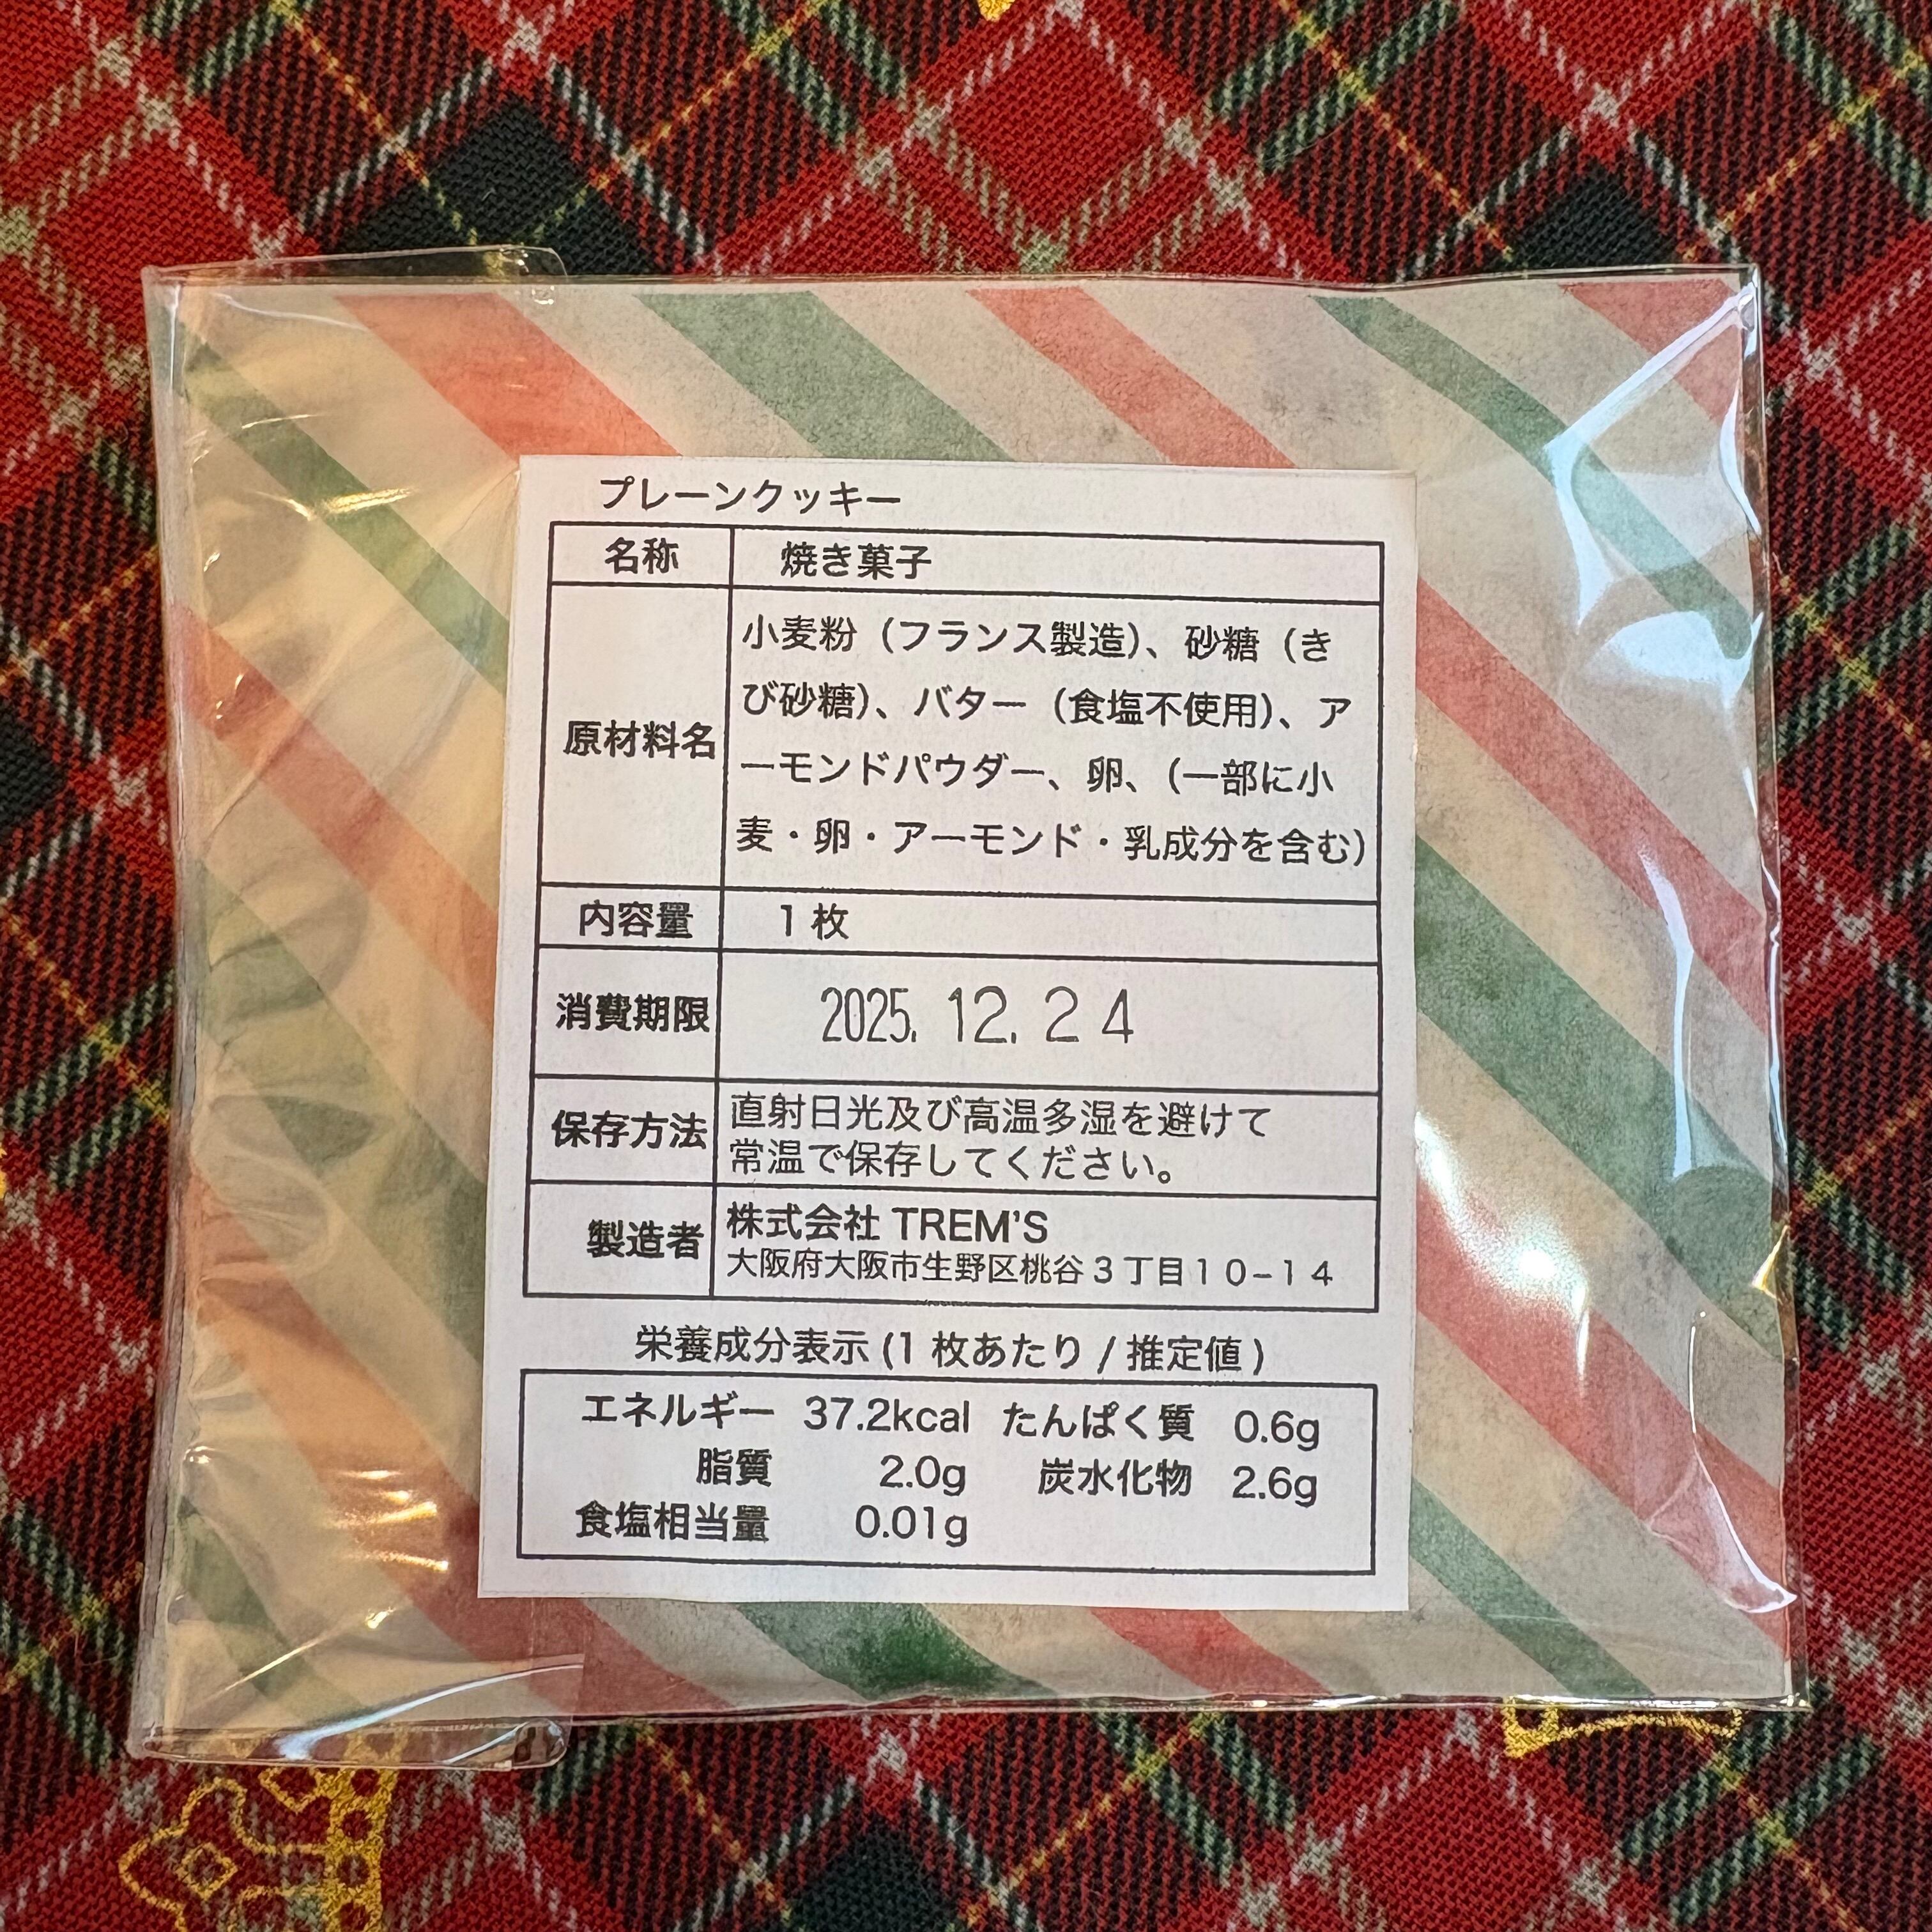 プレーンクッキー
名称 焼き菓子
原材料名 小麦粉（フランス製造）、砂糖（き
び砂糖）、バター（食塩不使用）、ア
ーモンドパウダー、卵、（一部に小
麦・卵・アーモンド・乳成分を含む）
内容量 1枚
消費期限 2025.12.24
保存方法 直射日光及び高温多湿を避けて
常温で保存してください。
製造者 株式会社 TREM'S
大阪府大阪市生野区桃谷３丁目１０−１４
栄養成分表示 (1 枚あたり / 推定値 )
エネルギー 37.2kcal たんぱく質 0.6g
脂質 2.0g 炭水化物 2.6g
食塩相当量 0.01g